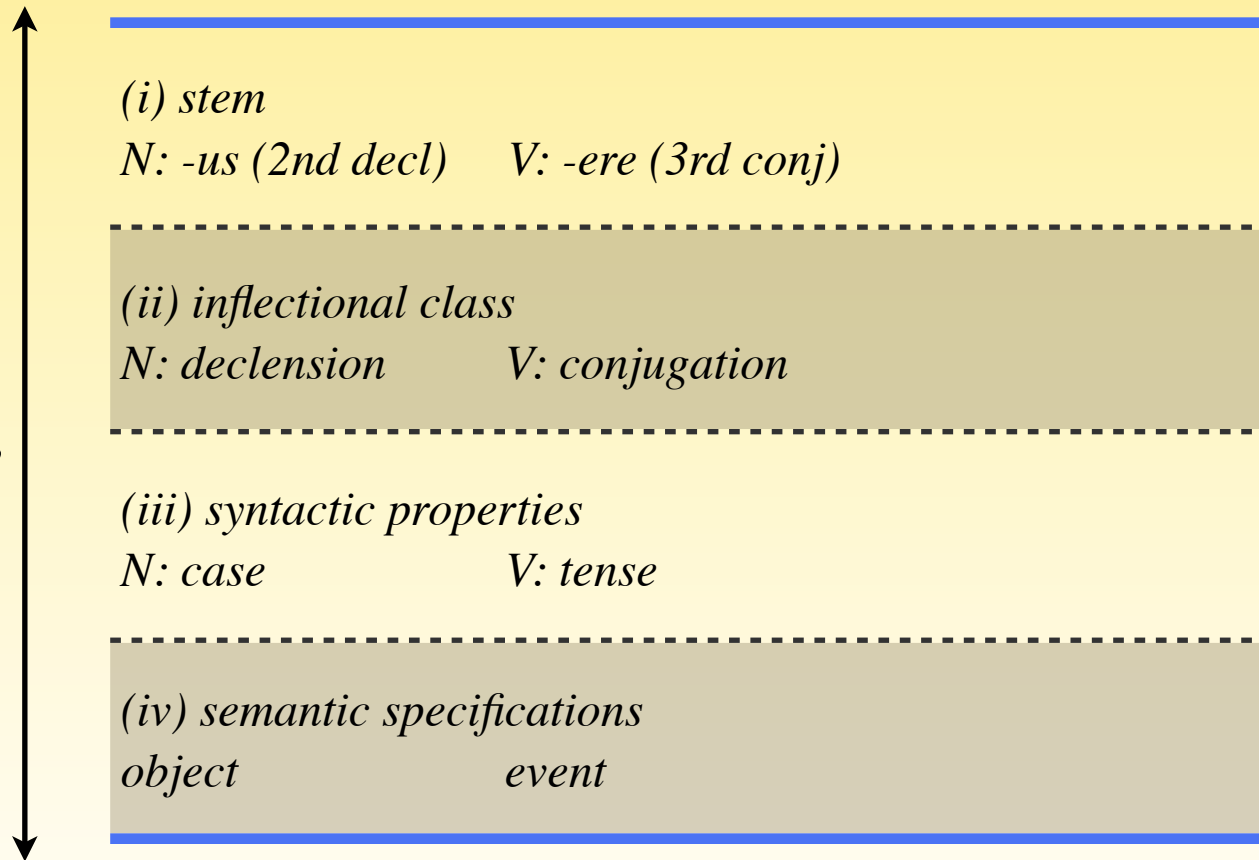 (i) stem
N: -us (2nd decl) V: -ere (3rd conj)
(ii) inflectional class
N: declension V: conjugation
(iii) syntactic properties
N: case V: tense
(iv) semantic specifications
object event